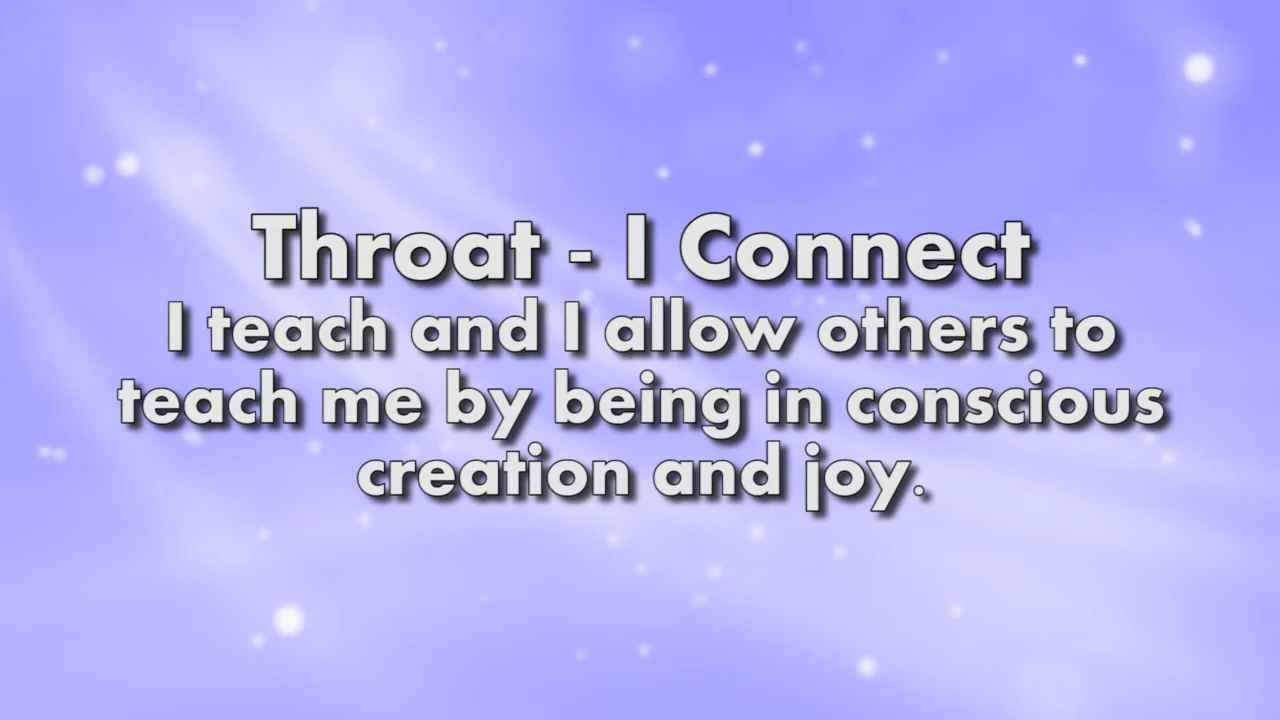 Throat - I Connect
I teach and I allow others to
teach me by being in conscious
creation and joy.